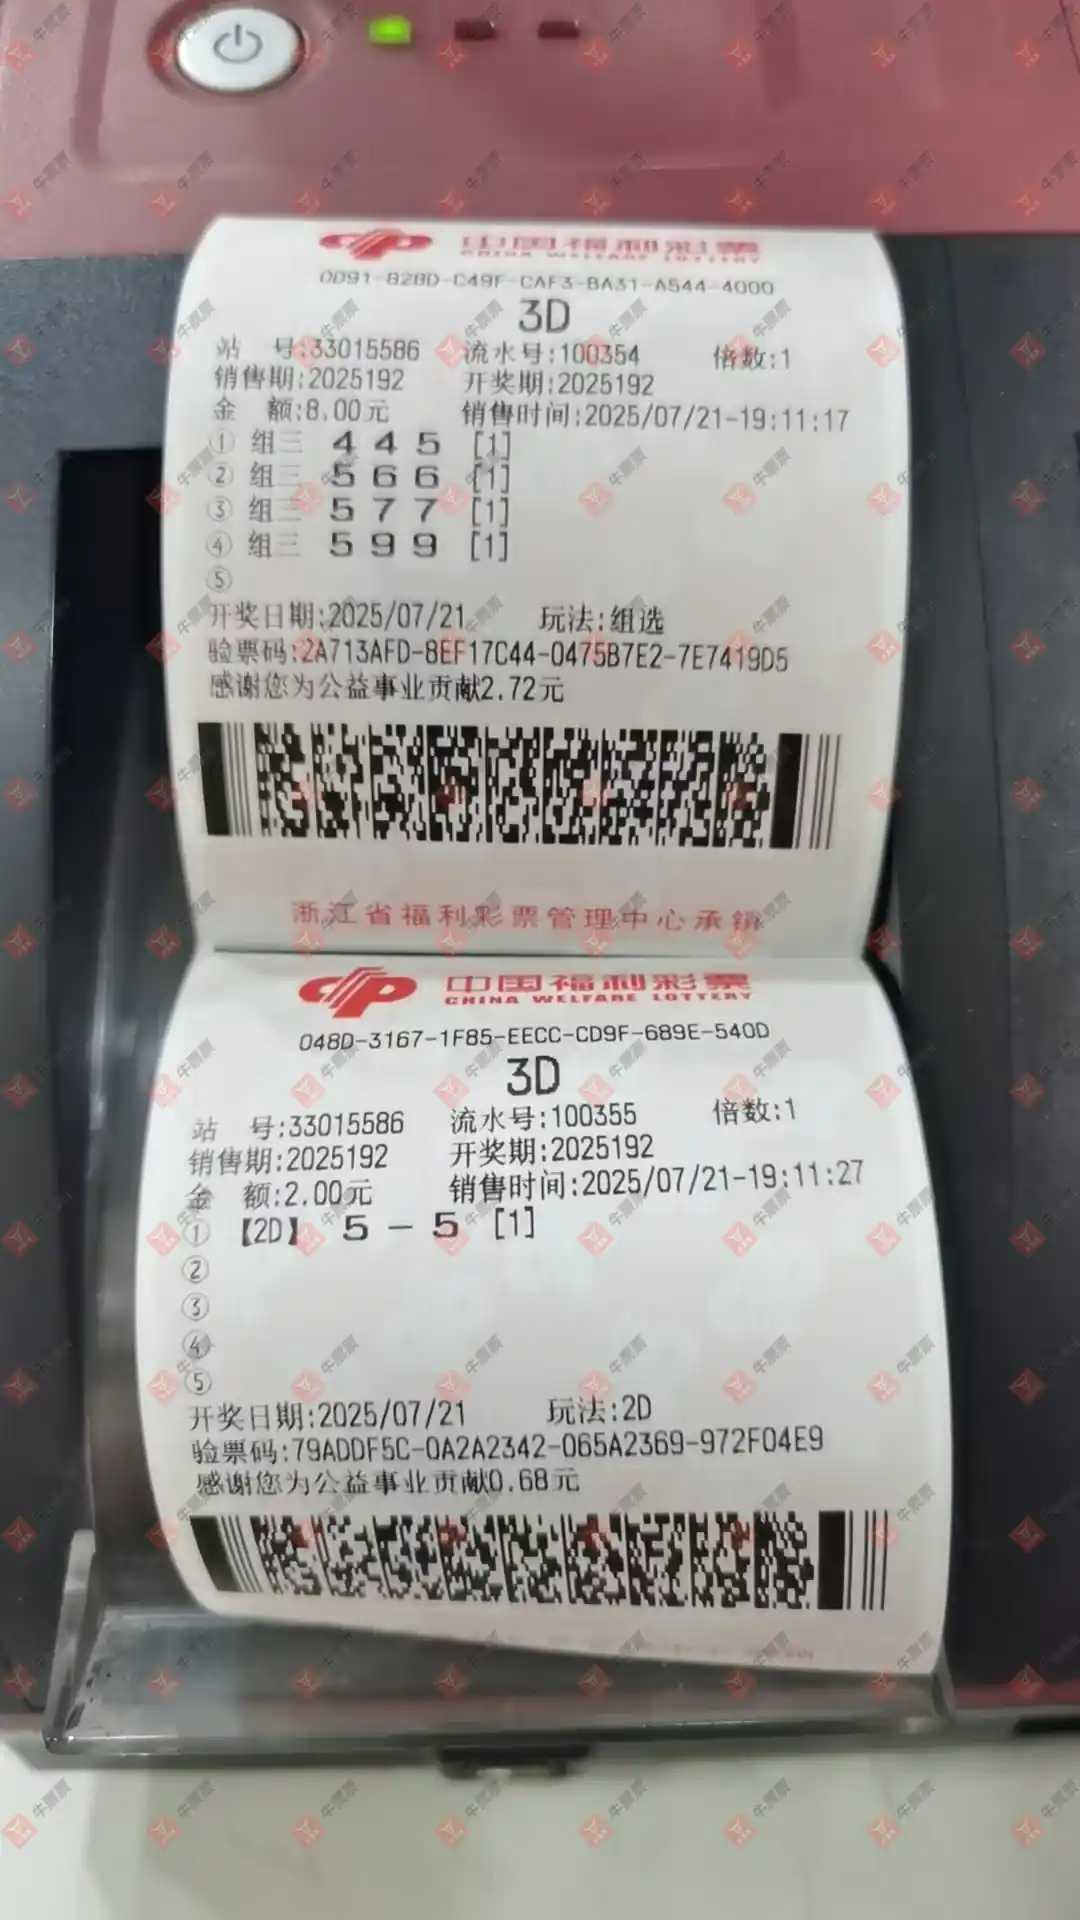 中国福利彩票
CHINA WELFARE LOTTERY
0D91-828D-C49F-CAF3-BA31-A544-4000
3D
站 号:33015586 流水号:100354 倍数:1
销售期:2025192 开奖期:2025192
金 额:8.00元 销售时间:2025/07/21-19:11:17
① 组三 4 4 5 [1]
② 组三 5 6 6 [1]
③ 组三 5 7 7 [1]
④ 组三 5 9 9 [1]
⑤
开奖日期:2025/07/21 玩法:组选
验票码:2A713AFD-8EF17C44-0475B7E2-7E7419D5
感谢您为公益事业贡献2.72元
浙江省福利彩票管理中心承销
中国福利彩票
CHINA WELFARE LOTTERY
048D-3167-1F85-EECC-CD9F-689E-540D
3D
站 号:33015586 流水号:100355 倍数:1
销售期:2025192 开奖期:2025192
金 额:2.00元 销售时间:2025/07/21-19:11:27
① 【2D】 5 - 5 [1]
②
③
④
⑤
开奖日期:2025/07/21 玩法:2D
验票码:79ADDF5C-0A2A2342-065A2369-972F04E9
感谢您为公益事业贡献0.68元
牛票票